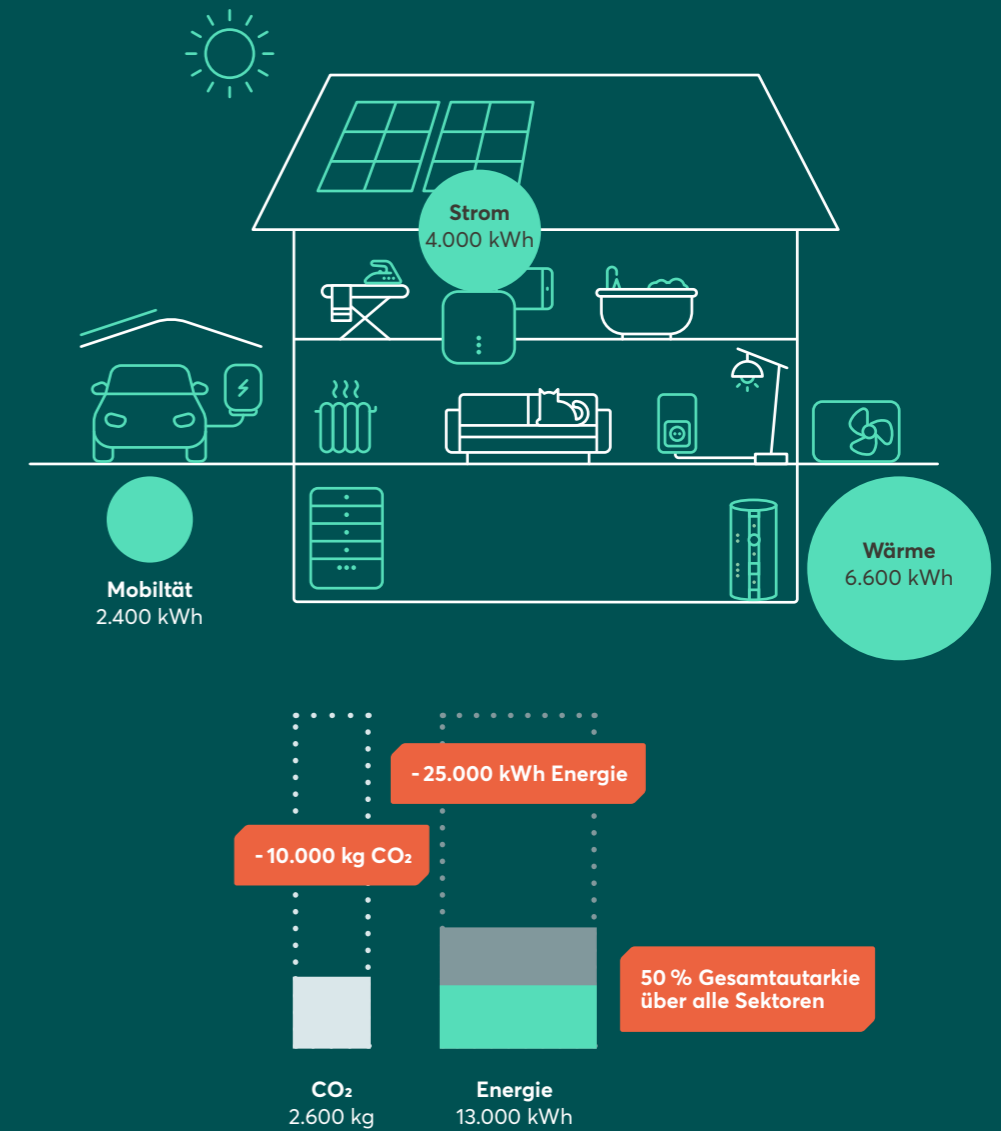 Strom
4.000 kWh
Mobiltät
2.400 kWh
Wärme
6.600 kWh
- 25.000 kWh Energie
- 10.000 kg CO₂
50 % Gesamtautarkie
über alle Sektoren
CO₂
2.600 kg
Energie
13.000 kWh